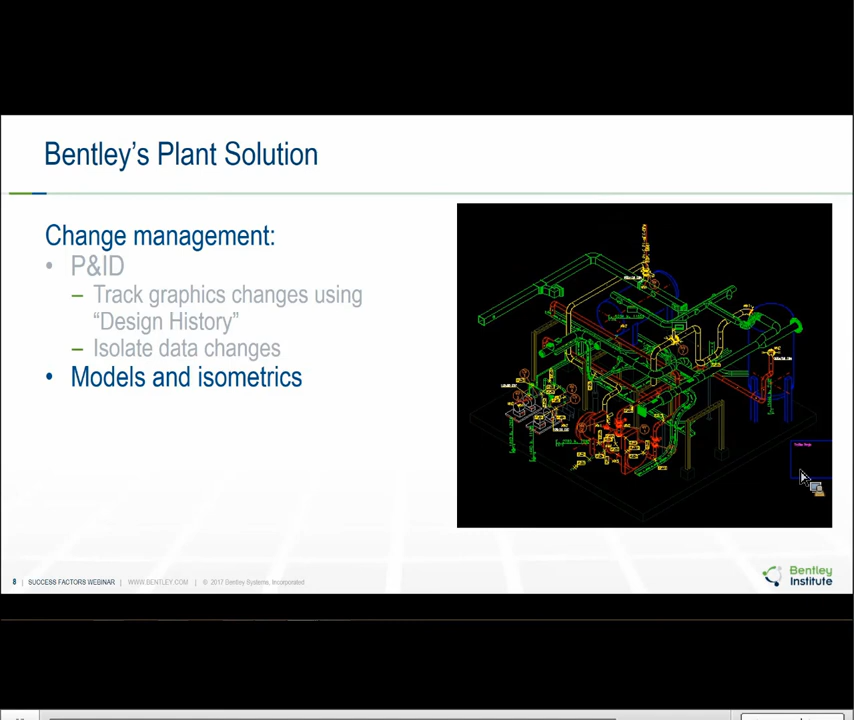 Bentley's Plant Solution
Change management:
• P&ID
– Track graphics changes using
“Design History”
– Isolate data changes
• Models and isometrics
8 | SUCCESS FACTORS WEBINAR | WWW.BENTLEY.COM | © 2017 Bentley Systems, Incorporated
Bentley
Institute